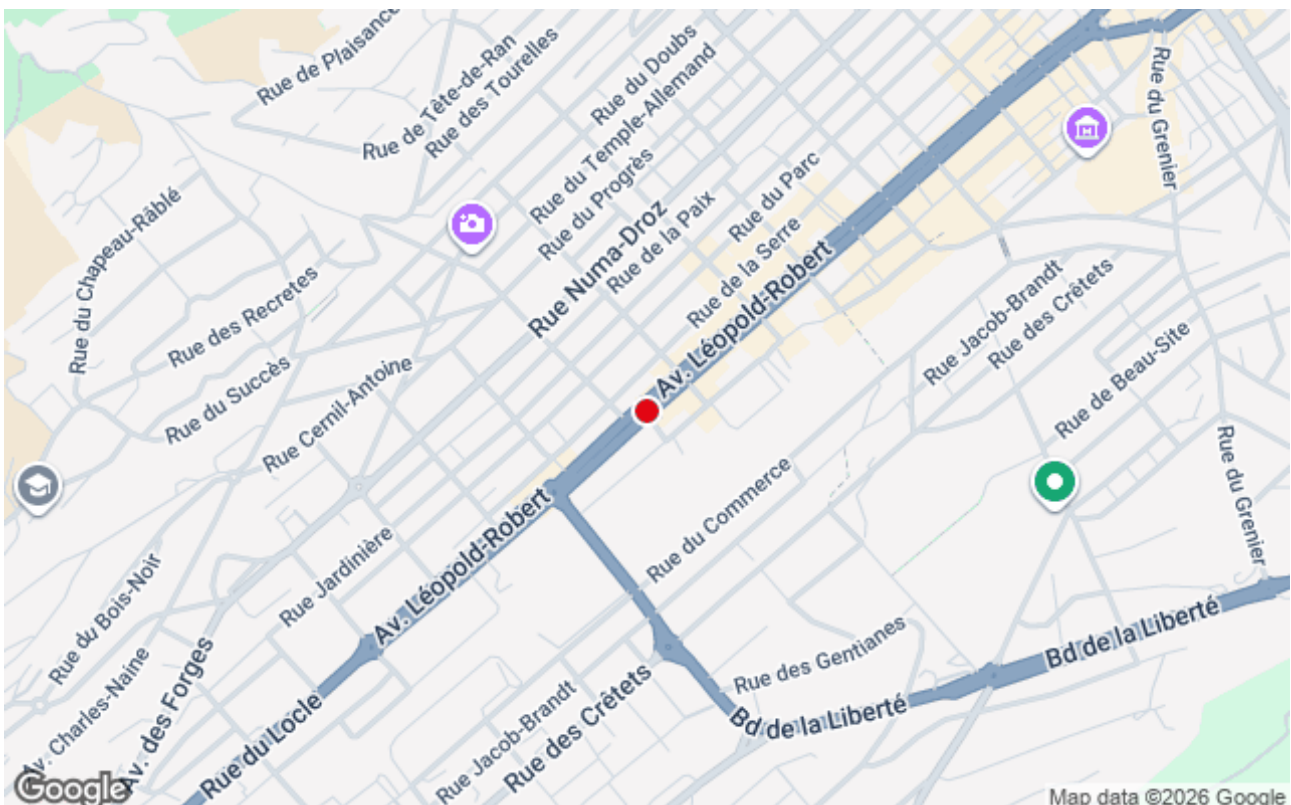 Rue de Plaisance
Rue de Tête-de-Ran
Rue des Tourelles
Rue du Doubs
Rue du Temple-Allemand
Rue du Progrès
Rue Numa-Droz
Rue de la Paix
Rue du Parc
Rue de la Serre
Av. Léopold-Robert
Rue du Grenier
Rue du Chapeau-Râblé
Rue des Recretes
Rue du Succès
Rue Cernil-Antoine
Rue Jacob-Brandt
Rue des Crêtets
Rue de Beau-Site
Rue du Grenier
Rue du Commerce
Av. Léopold-Robert
Rue Jardinière
Rue du Bois-Noir
Av. Charles-Naine
Av. des Forges
Rue du Locle
Rue Jacob-Brandt
Rue des Crêtets
Rue des Gentianes
Bd de la Liberté
Bd de la Liberté
Google
Map data ©2026 Google